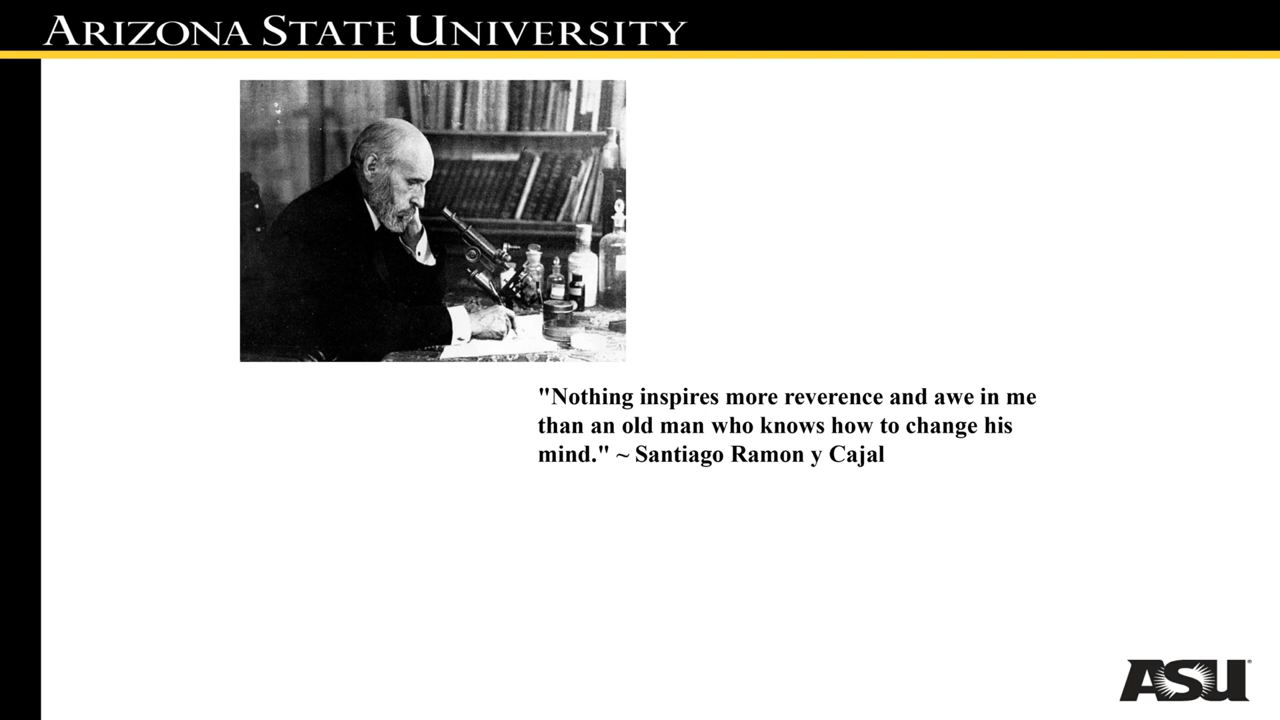 ARIZONA STATE UNIVERSITY
"Nothing inspires more reverence and awe in me
than an old man who knows how to change his
mind." ~ Santiago Ramon y Cajal
ASU